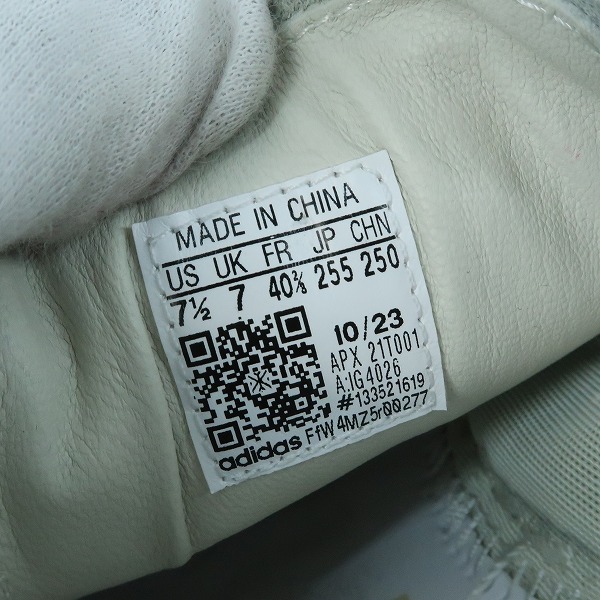 MADE IN CHINA
US UK FR JP CHN
7½ 7 40⅔ 255 250
10/23
APX 21T001
A:IG4026
#133521619
adidas FfW4MZ5r00277